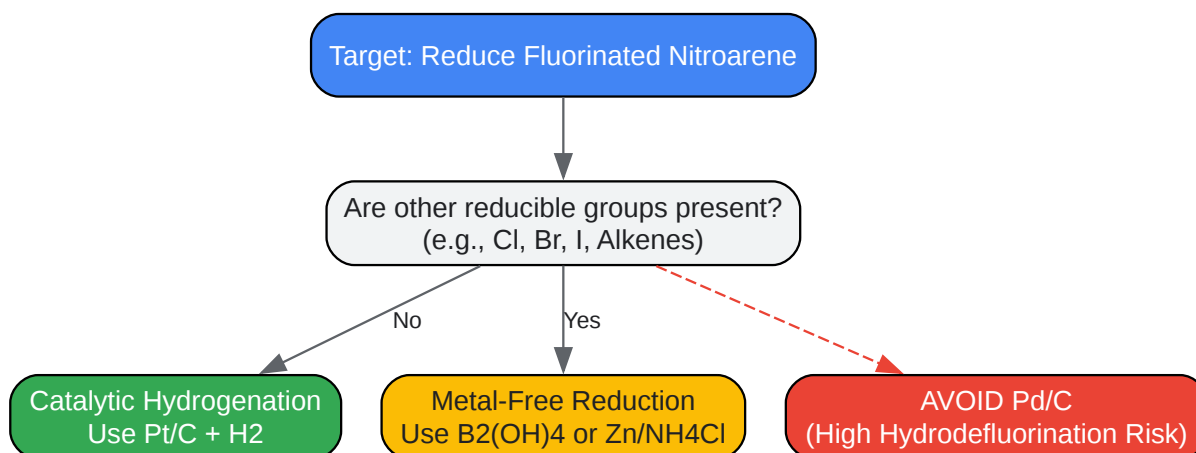 Target: Reduce Fluorinated Nitroarene
Are other reducible groups present?
(e.g., Cl, Br, I, Alkenes)
No
Yes
Catalytic Hydrogenation
Use Pt/C + H2
Metal-Free Reduction
Use B2(OH)4 or Zn/NH4Cl
AVOID Pd/C
(High Hydrodefluorination Risk)